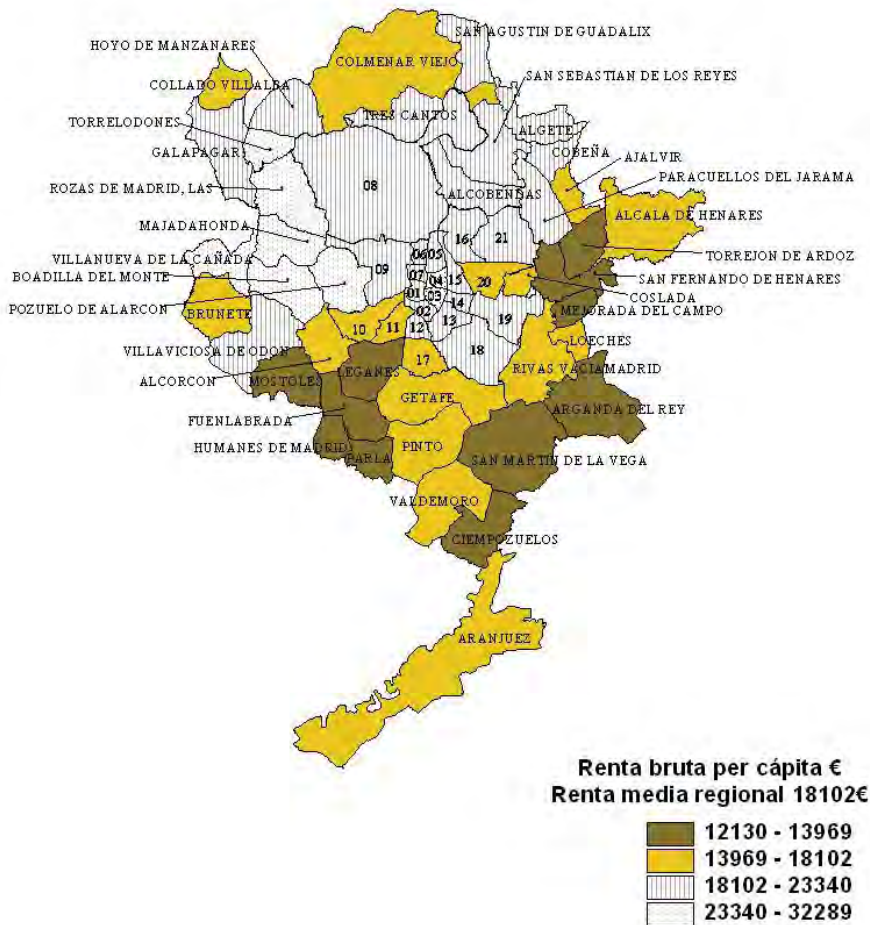 SAN AGUSTIN DE GUADALIX
HOYO DE MANZANARES
COLMENAR VIEJO
SAN SEBASTIAN DE LOS REYES
COLLADO VILLALBA
TRES CANTOS
TORRELODONES
ALGETE
GALAPAGAR
COBEÑA
AJALVIR
PARACUELLOS DEL JARAMA
08
ROZAS DE MADRID, LAS
ALCOBENDAS
ALCALA DE HENARES
MAJADAHONDA
16
21
VILLANUEVA DE LA CAÑADA
06
05
TORREJON DE ARDOZ
09
BOADILLA DEL MONTE
07
04
15
20
SAN FERNANDO DE HENARES
01
03
COSLADA
POZUELO DE ALARCON
14
BRUNETE
02
13
19
MEJORADA DEL CAMPO
10
11
12
LOECHES
VILLAVICIOSA DE ODON
17
18
RIVAS VACIAMADRID
ALCORCON
MOSTOLES
LEGANES
GETAFE
ARGANDA DEL REY
FUENLABRADA
HUMANES DE MADRID
PINTO
PARLA
SAN MARTIN DE LA VEGA
VALDEMORO
CIEMPOZUELOS
ARANJUEZ
Renta bruta per cápita €
Renta media regional 18102€
12130 - 13969
13969 - 18102
18102 - 23340
23340 - 32289